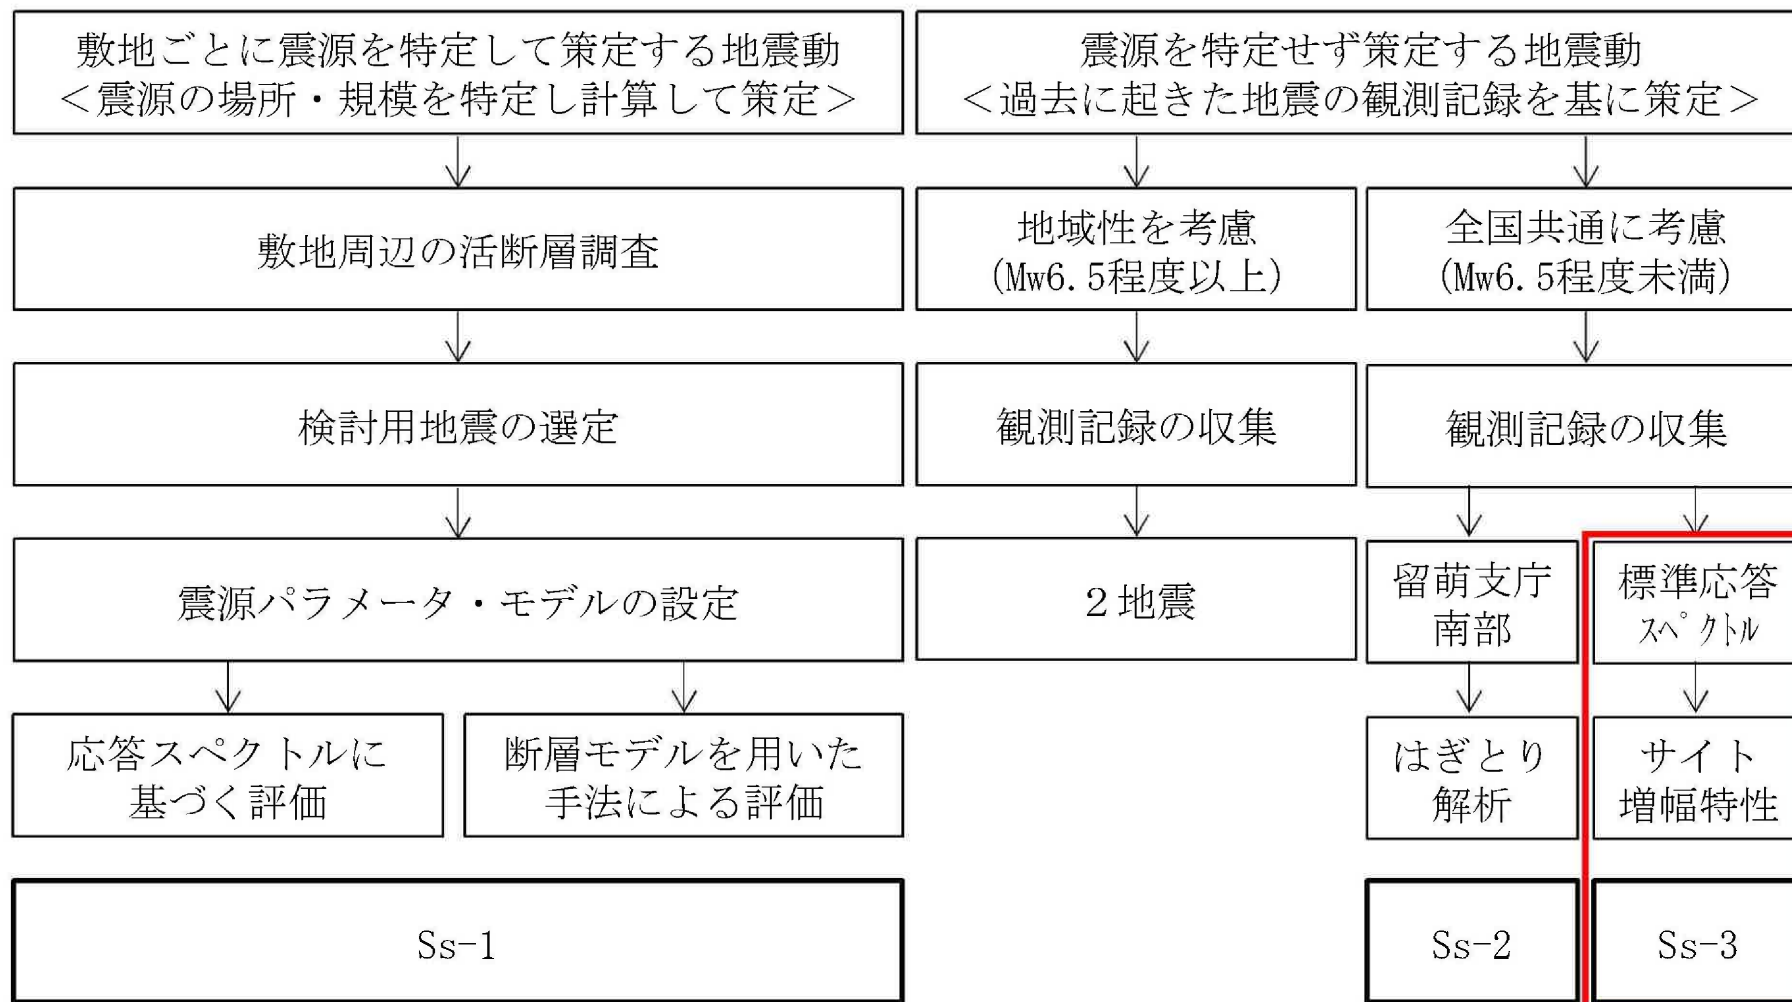 敷地ごとに震源を特定して策定する地震動
＜震源の場所・規模を特定し計算して策定＞
震源を特定せず策定する地震動
＜過去に起きた地震の観測記録を基に策定＞
敷地周辺の活断層調査
地域性を考慮
(Mw6.5程度以上)
全国共通に考慮
(Mw6.5程度未満)
検討用地震の選定
観測記録の収集
観測記録の収集
震源パラメータ・モデルの設定
２地震
留萌支庁
南部
標準応答
ｽﾍﾟｸﾄﾙ
応答スペクトルに
基づく評価
断層モデルを用いた
手法による評価
はぎとり
解析
サイト
増幅特性
Ss-1
Ss-2
Ss-3